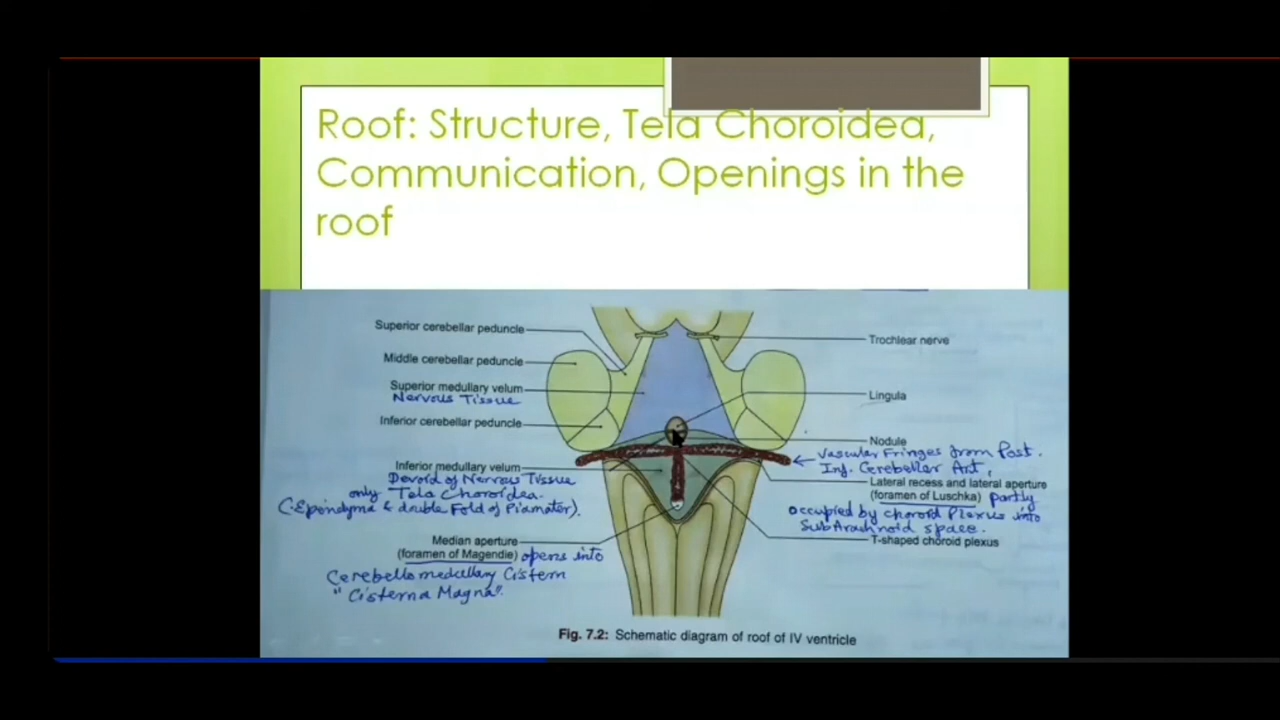 Roof: Structure, Tela Choroidea,
Communication, Openings in the
roof
Superior cerebellar peduncle
Trochlear nerve
Middle cerebellar peduncle
Superior medullary velum
Nervous Tissue
Lingula
Inferior cerebellar peduncle
Nodule
Vascular Fringes from Post.
Inf. Cerebellar Art,
Inferior medullary velum
Devoid of Nervous Tissue
only Tela Choroidea.
(Ependyma & double Fold of Piamater).
Lateral recess and lateral aperture
(foramen of Luschka) partly
occupied by choroid Plexus into
SubArachnoid space.
T-shaped choroid plexus
Median aperture
(foramen of Magendie) opens into
Cerebellomedullary Cistern
"Cisterna Magna".
Fig. 7.2: Schematic diagram of roof of IV ventricle